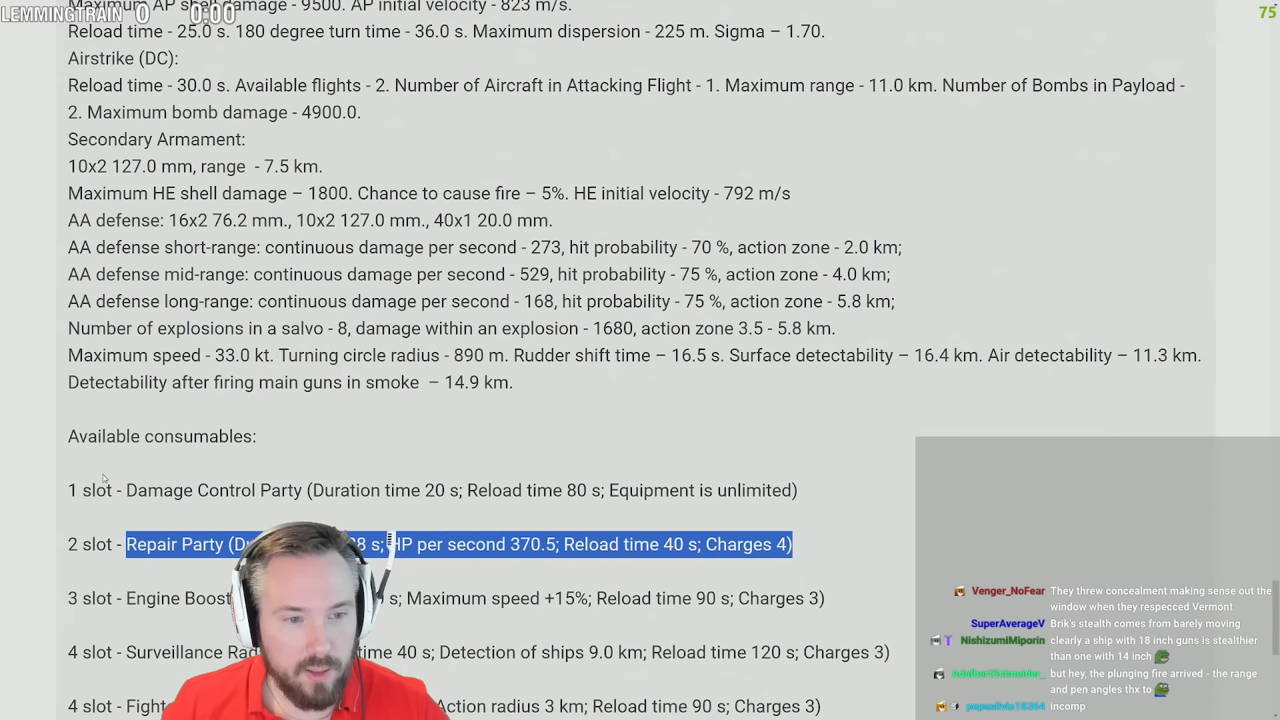 Maximum AP shell damage - 9500. AP initial velocity - 823 m/s.
LEMMINGTRAIN 0 0:00
75
Reload time - 25.0 s. 180 degree turn time - 36.0 s. Maximum dispersion - 225 m. Sigma – 1.70.
Airstrike (DC):
Reload time - 30.0 s. Available flights - 2. Number of Aircraft in Attacking Flight - 1. Maximum range - 11.0 km. Number of Bombs in Payload -
2. Maximum bomb damage - 4900.0.
Secondary Armament:
10x2 127.0 mm, range - 7.5 km.
Maximum HE shell damage – 1800. Chance to cause fire – 5%. HE initial velocity - 792 m/s
AA defense: 16x2 76.2 mm., 10x2 127.0 mm., 40x1 20.0 mm.
AA defense short-range: continuous damage per second - 273, hit probability - 70 %, action zone - 2.0 km;
AA defense mid-range: continuous damage per second - 529, hit probability - 75 %, action zone - 4.0 km;
AA defense long-range: continuous damage per second - 168, hit probability - 75 %, action zone - 5.8 km;
Number of explosions in a salvo - 8, damage within an explosion - 1680, action zone 3.5 - 5.8 km.
Maximum speed - 33.0 kt. Turning circle radius - 890 m. Rudder shift time – 16.5 s. Surface detectability – 16.4 km. Air detectability – 11.3 km.
Detectability after firing main guns in smoke – 14.9 km.
Available consumables:
1 slot - Damage Control Party (Duration time 20 s; Reload time 80 s; Equipment is unlimited)
2 slot - Repair Party 8 s; HP per second 370.5; Reload time 40 s; Charges 4)
3 slot - Engine Boost s; Maximum speed +15%; Reload time 90 s; Charges 3)
4 slot - Surveillance time 40 s; Detection of ships 9.0 km; Reload time 120 s; Charges 3)
4 slot - Action radius 3 km; Reload time 90 s; Charges 3)
Venger_NoFear They threw concealment making sense out the
window when they respecced Vermont
SuperAverageV Brik's stealth comes from barely moving
NishizumiMiporin clearly a ship with 18 inch guns is stealthier
than one with 14 inch
but hey, the plunging fire arrived - the range
and pen angles thx to
incomp